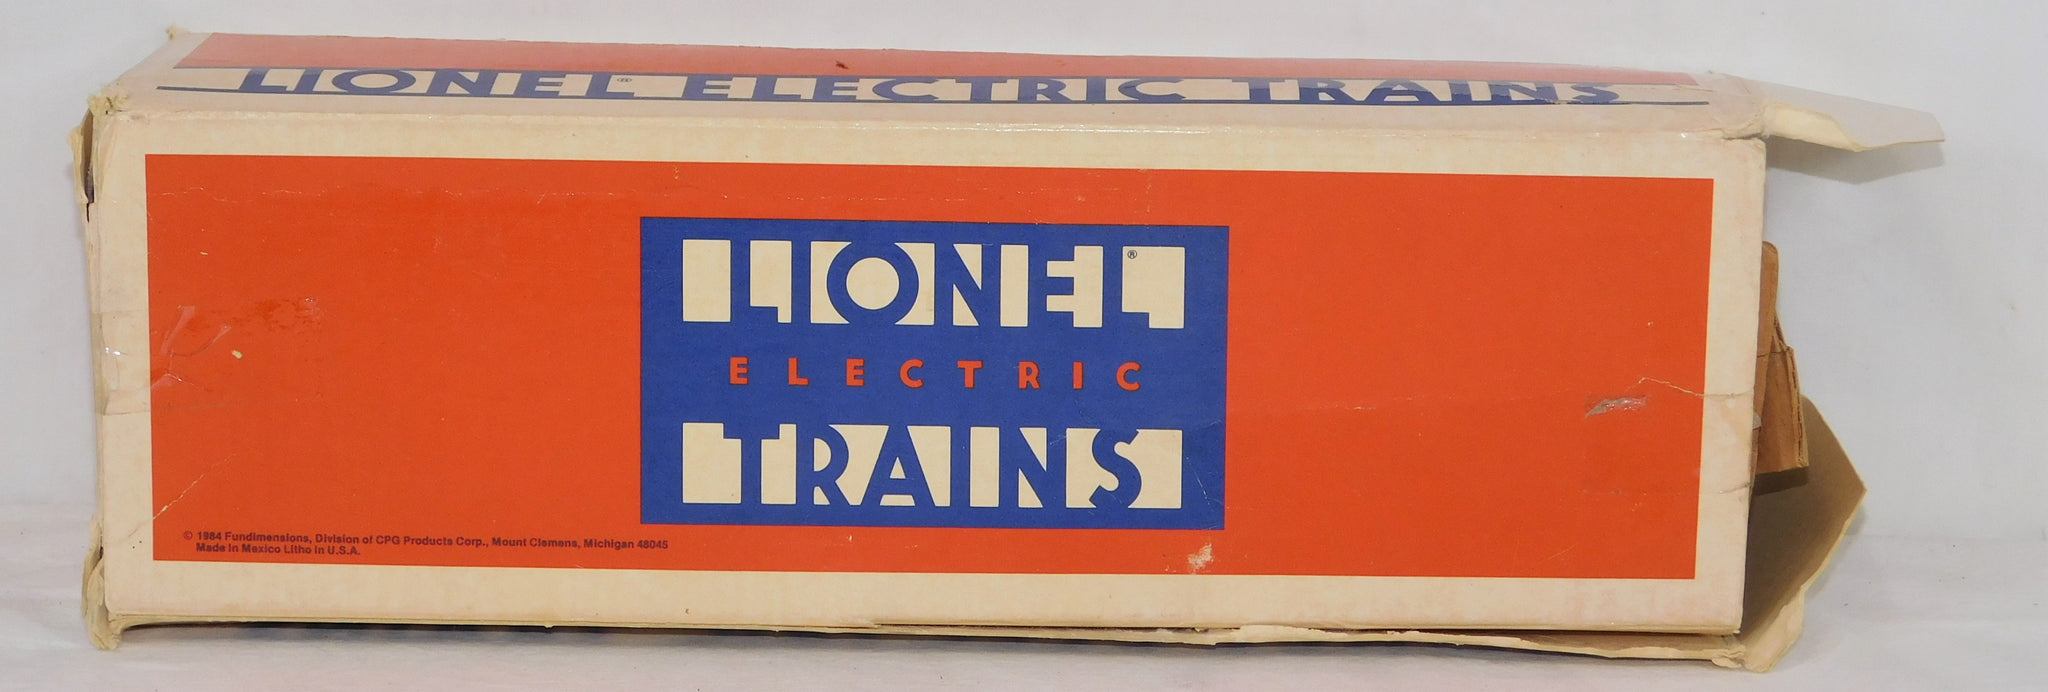 LIONEL® ELECTRIC TRAINS
LIONEL®
ELECTRIC
TRAINS
© 1984 Fundimensions, Division of CPG Products Corp., Mount Clemens, Michigan 48045
Made in Mexico Litho in U.S.A.